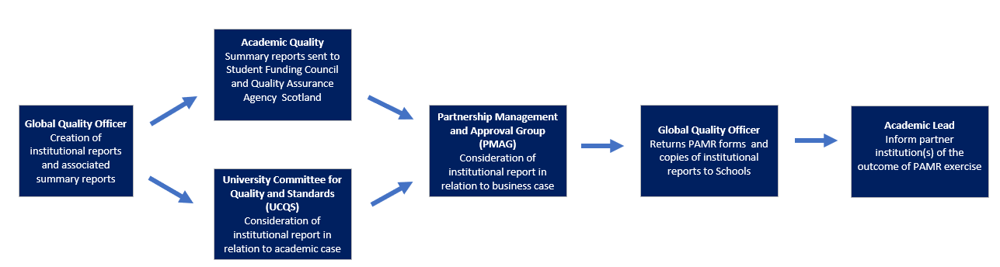 Global Quality Officer
Creation of
institutional reports
and associated
summary reports
Academic Quality
Summary reports sent to
Student Funding Council
and Quality Assurance
Agency Scotland
University Committee for
Quality and Standards
(UCQS)
Consideration of
institutional report in
relation to academic case
Partnership Management
and Approval Group
(PMAG)
Consideration of
institutional report in
relation to business case
Global Quality Officer
Returns PAMR forms and
copies of institutional
reports to Schools
Academic Lead
Inform partner
institution(s) of the
outcome of PAMR exercise